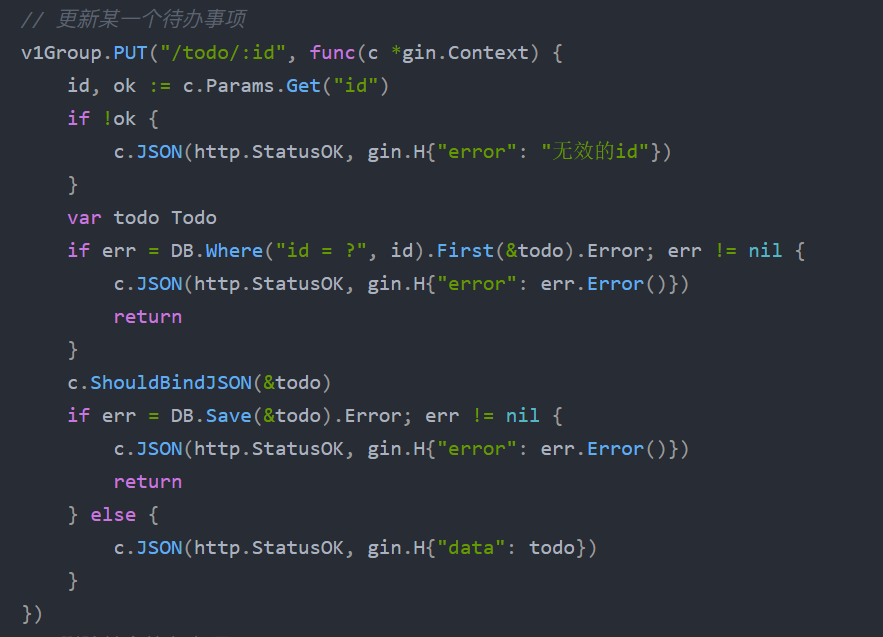 // 更新某一个待办事项
v1Group.PUT("/todo/:id", func(c *gin.Context) {
    id, ok := c.Params.Get("id")
    if !ok {
        c.JSON(http.StatusOK, gin.H{"error": "无效的id"})
    }
    var todo Todo
    if err = DB.Where("id = ?", id).First(&todo).Error; err != nil {
        c.JSON(http.StatusOK, gin.H{"error": err.Error()})
        return
    }
    c.ShouldBindJSON(&todo)
    if err = DB.Save(&todo).Error; err != nil {
        c.JSON(http.StatusOK, gin.H{"error": err.Error()})
        return
    } else {
        c.JSON(http.StatusOK, gin.H{"data": todo})
    }
})